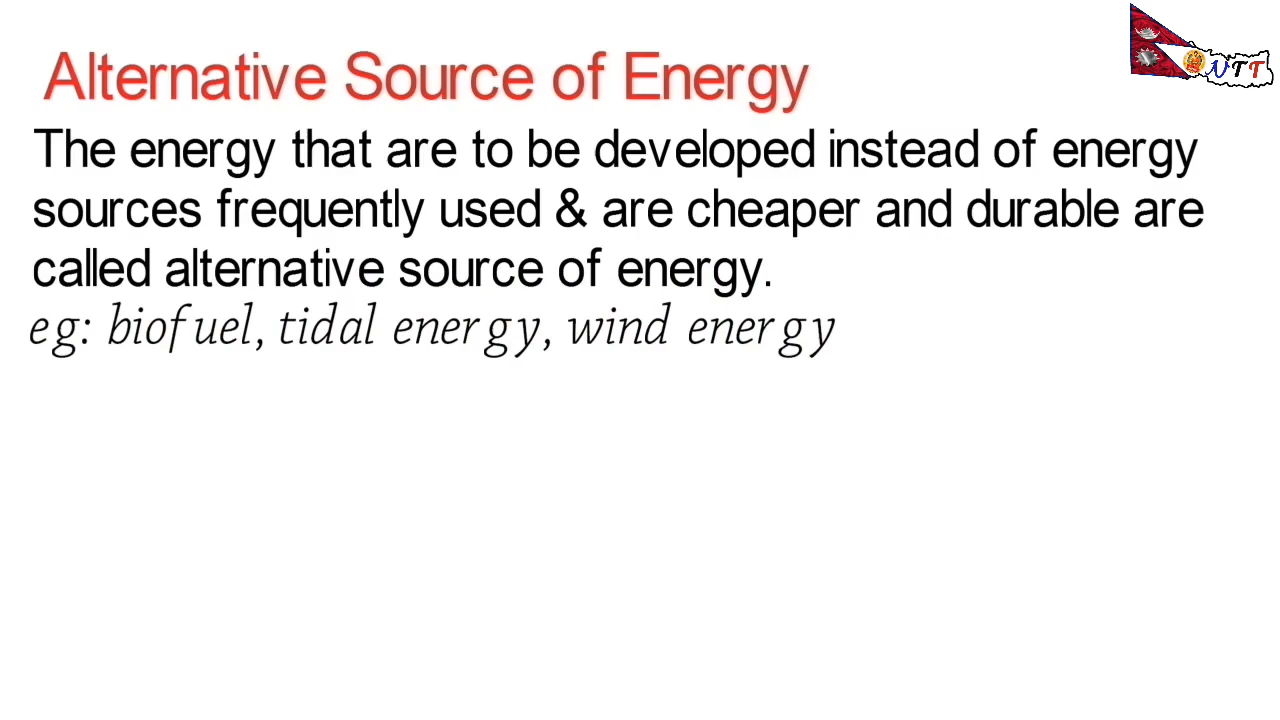 Alternative Source of Energy
The energy that are to be developed instead of energy
sources frequently used & are cheaper and durable are
called alternative source of energy.
eg: biofuel, tidal energy, wind energy
NTT